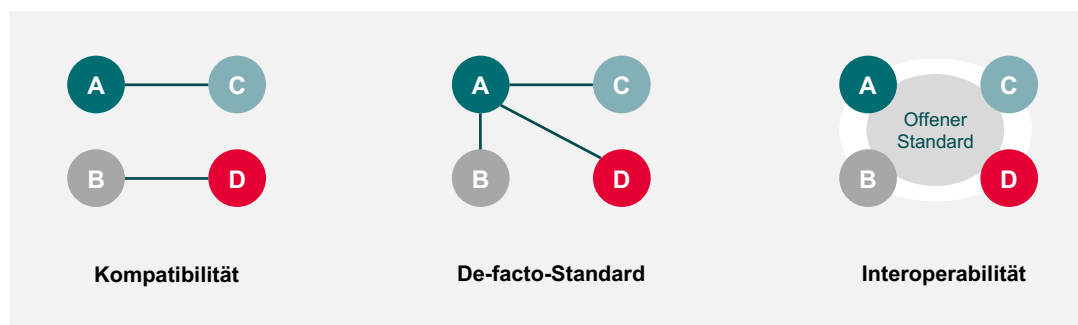 A C
B D
Kompatibilität
A C
B D
De-facto-Standard
A C
Offener
Standard
B D
Interoperabilität